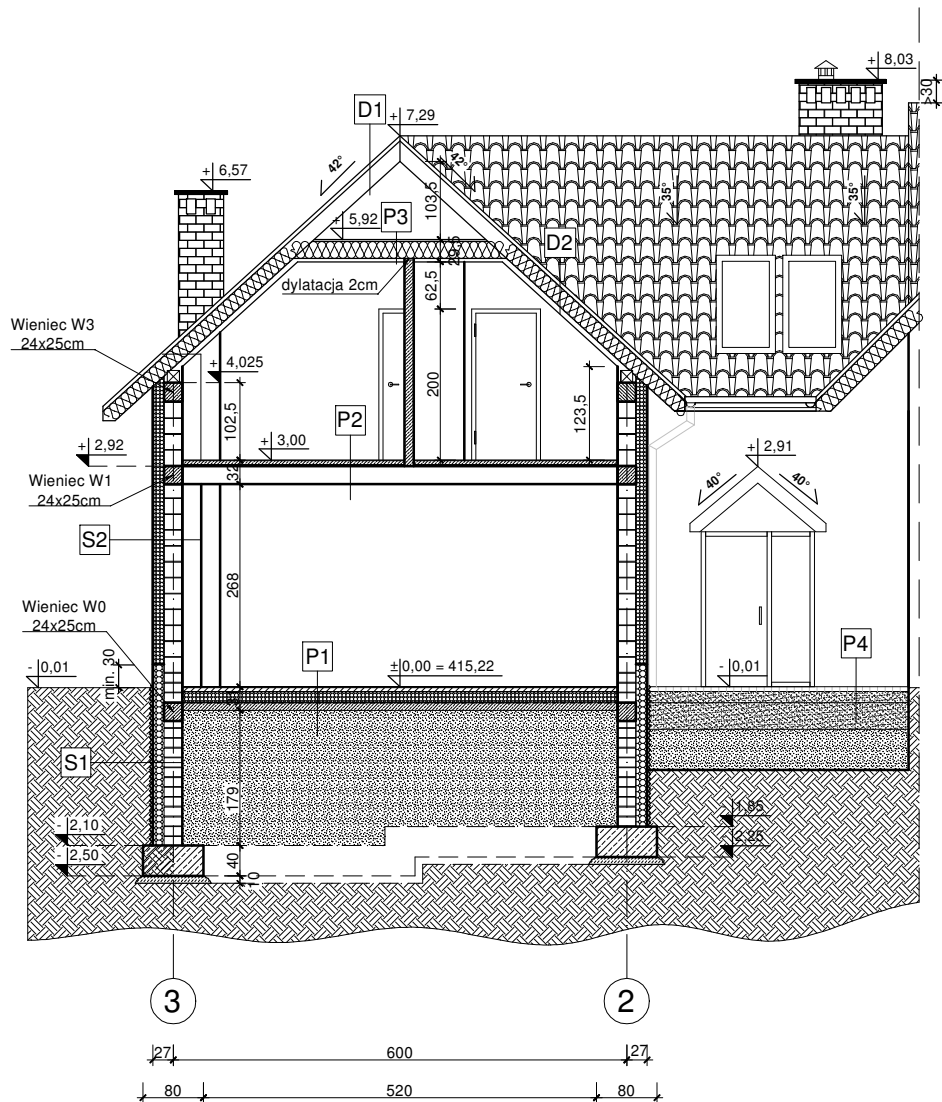 + 8,03
>30
D1
+ 7,29
42°
42°
+ 6,57
103,5
35°
35°
P3
+ 5,92
D2
29,5
dylatacja 2cm
62,5
Wieniec W3
24x25cm
+ 4,025
200
123,5
102,5
P2
+ 3,00
+ 2,92
+ 2,91
32
Wieniec W1
24x25cm
40°
40°
S2
268
Wieniec W0
24x25cm
min. 30
P1
P4
- 0,01
±0,00 = 415,22
- 0,01
S1
179
- 1,85
- 2,10
- 2,25
- 2,50
40
10
3
2
27
600
27
80
520
80